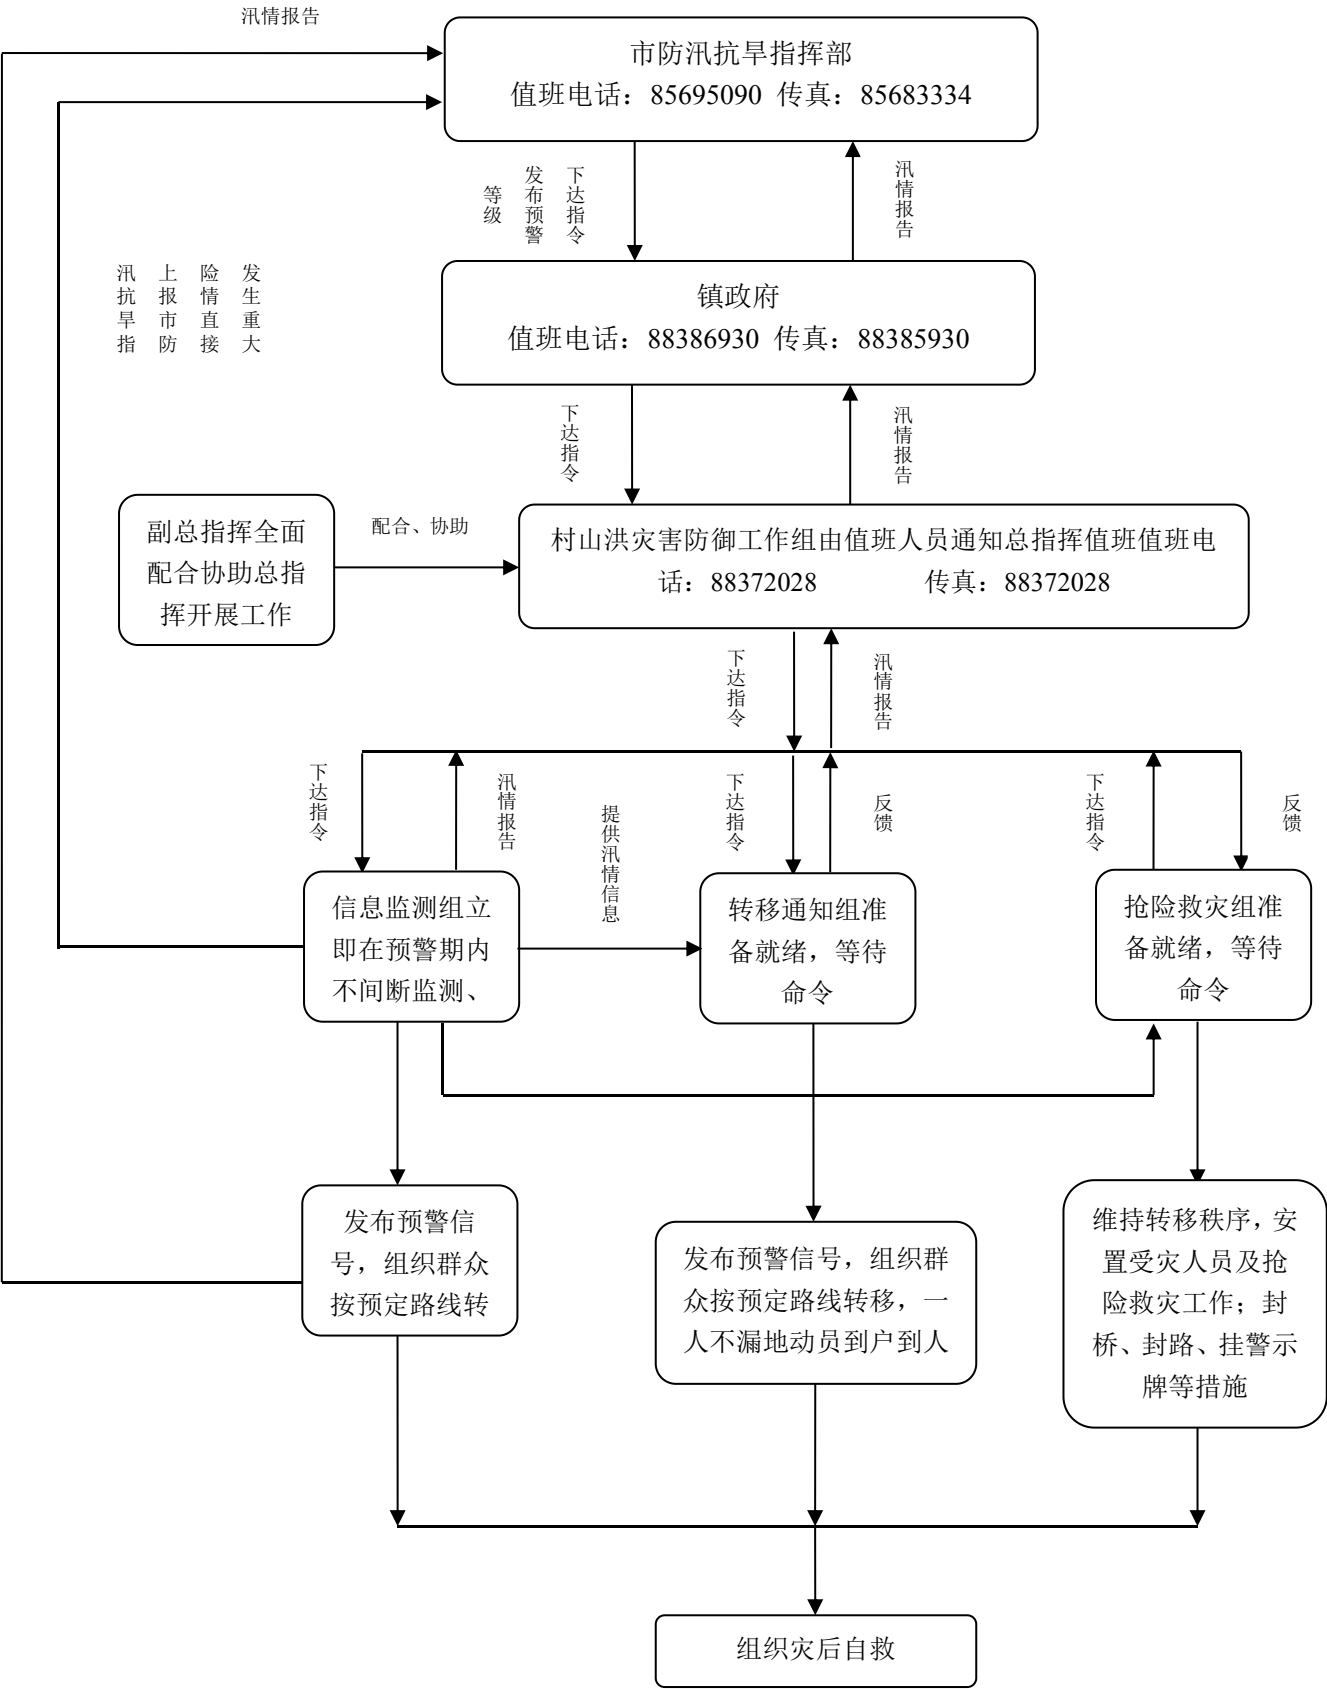 汛情报告
市防汛抗旱指挥部
值班电话：85695090 传真：85683334
下达指令
发布预警
等级
汛情报告
发生重大
险情直接
上报市防
汛抗旱指
镇政府
值班电话：88386930 传真：88385930
下达指令
汛情报告
副总指挥全面
配合协助总指
挥开展工作
配合、协助
村山洪灾害防御工作组由值班人员通知总指挥值班值班电
话：88372028 传真：88372028
下达指令
汛情报告
下达指令
汛情报告
提供汛情信息
下达指令
反馈
下达指令
反馈
信息监测组立
即在预警期内
不间断监测、
转移通知组准
备就绪，等待
命令
抢险救灾组准
备就绪，等待
命令
发布预警信
号，组织群众
按预定路线转
发布预警信号，组织群
众按预定路线转移，一
人不漏地动员到户到人
维持转移秩序，安
置受灾人员及抢
险救灾工作；封
桥、封路、挂警示
牌等措施
组织灾后自救